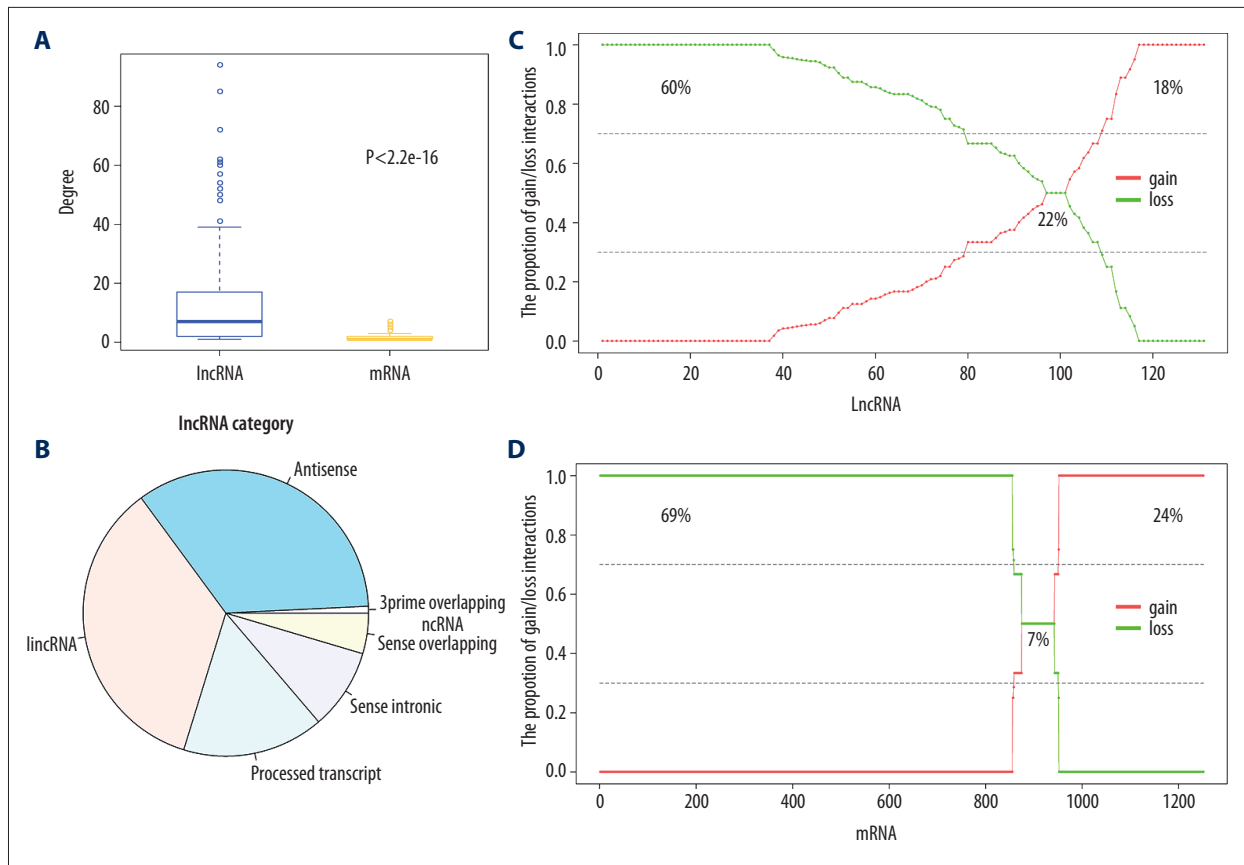 A
80
60
40
20
0
Degree
P<2.2e-16
lncRNA
mRNA
B
lncRNA category
Antisense
3prime overlapping
ncRNA
Sense overlapping
Sense intronic
Processed transcript
lincRNA
C
1.0
0.8
0.6
0.4
0.2
0.0
The propotion of gain/loss interactions
60%
18%
22%
gain
loss
0
20
40
60
80
100
120
LncRNA
D
1.0
0.8
0.6
0.4
0.2
0.0
The propotion of gain/loss interactions
69%
24%
7%
gain
loss
0
200
400
600
800
1000
1200
mRNA